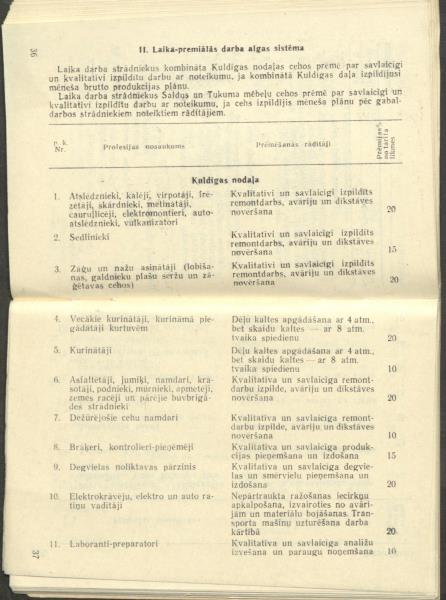 36
II. Laika-premiālās darba algas sistēma
Laika darba strādniekus kombināta Kuldīgas nodaļas cehos prēmē par savlaicīgi
un kvalitatīvi izpildītu darbu ar noteikumu, ja kombinātā Kuldīgas daļa izpildījusi
mēneša brutto produkcijas plānu.
Laika darba strādniekus Saldus un Tukuma mēbeļu cehos prēmē par savlaicīgi un
kvalitatīvi izpildītu darbu ar noteikumu, ja cehs izpildījis mēneša plānu pēc gabal-
darbos strādniekiem noteiktiem rādītājiem.
p. k.
Nr.
Profesijas nosaukums
Prēmēšanas rādītāji
Prēmijas %
no tarifa
likmes
Kuldīgas nodaļa
1. Atslēdznieki, kalēji, virpotāji, frē-
zētāji, skārdnieki, metinātāji,
cauruļlicēji, elektromontieri, auto-
atslēdznieki, vulkanizatori
Kvalitatīvi un savlaicīgi izpildīts
remontdarbs, avāriju un dīkstāves
novēršana 20
2. Sedlinieki
Kvalitatīvi un savlaicīgi izpildīts
remontdarbs, avāriju un dīkstāves
novēršana 15
3. Zāģu un nažu asinātāji (lobīša-
nas, galdnieku plašu seržu un zā-
ģētavas cehos)
Kvalitatīvi un savlaicīgi izpildīts
remontdarbs, avāriju un dīkstāves
novēršana 20
4. Vecākie kurinātāji, kurināmā pie-
gādātāji kurtuvēm
Dēļu kaltes apgādāšana ar 4 atm.,
bet skaidu kaltes — ar 8 atm.
tvaika spiedienu 20
5. Kurinātāji
Dēļu kaltes apgādāšana ar 4 atm.,
bet skaidu kaltes — ar 8 atm.
tvaika spiedienu 10
6. Asfaltētāji, jumiķi, namdari, krā-
sotāji, podnieki, mūrnieki, apmetēji,
zemes racēji un pārējie būvbrigā-
des strādnieki
Kvalitatīva un savlaicīga remont-
darbu izpilde, avāriju un dīkstāves
novēršana 20
7. Dežūrējošie cehu namdari
Kvalitatīva un savlaicīga remont-
darbu izpilde, avāriju un dīkstāves
novēršana 10
8. Brāķeri, kontrolieri-pieņēmēji
Kvalitatīva un savlaicīga produk-
cijas pieņemšana un izdošana 15
9. Degvielas noliktavas pārzinis
Kvalitatīva un savlaicīga degvie-
las un smērvielu pieņemšana un
izdošana 20
10. Elektrokrāvēju, elektro un auto ra-
tiņu vadītāji
Nepārtraukta ražošanas iecirkņu
apkalpošana, izvairoties no avāri-
jām un materiālu bojāšanas. Tran-
sporta mašīnu uzturēšana darba
kārtībā 20
11. Laboranti-preparatori
Kvalitatīva un savlaicīga analīžu
izvešana un paraugu noņemšana 10
37